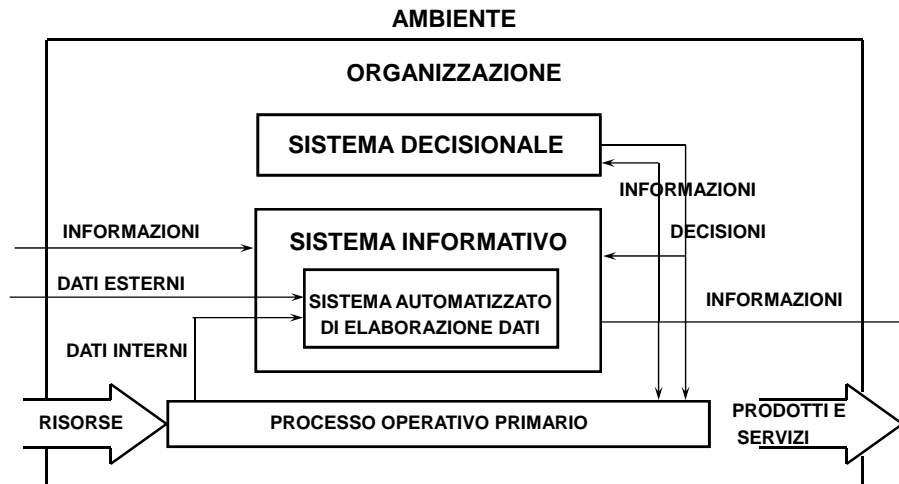 AMBIENTE
ORGANIZZAZIONE
SISTEMA DECISIONALE
INFORMAZIONI
INFORMAZIONI
SISTEMA INFORMATIVO
DECISIONI
DATI ESTERNI
SISTEMA AUTOMATIZZATO
DI ELABORAZIONE DATI
INFORMAZIONI
DATI INTERNI
RISORSE
PROCESSO OPERATIVO PRIMARIO
PRODOTTI E
SERVIZI